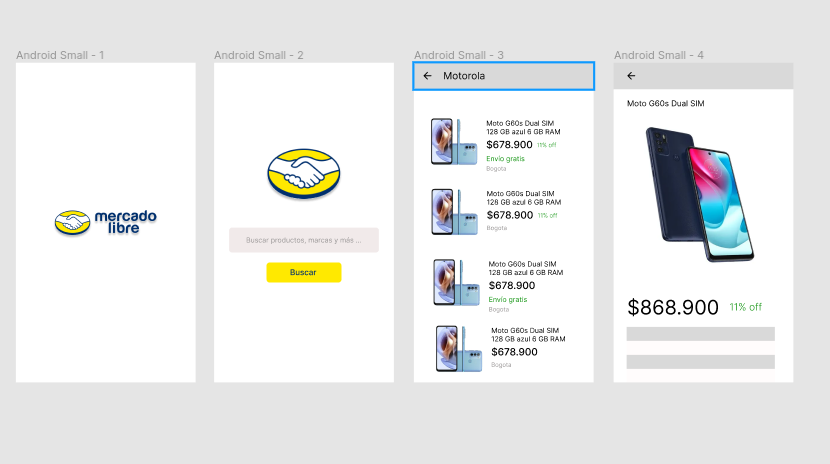 Android Small - 1
mercado
libre
Android Small - 2
Buscar productos, marcas y más ...
Buscar
Android Small - 3
Motorola
Moto G60s Dual SIM
128 GB azul 6 GB RAM
$678.900 11% off
Envío gratis
Bogota
Moto G60s Dual SIM
128 GB azul 6 GB RAM
$678.900 11% off
Bogota
Moto G60s Dual SIM
128 GB azul 6 GB RAM
$678.900
Envío gratis
Bogota
Moto G60s Dual SIM
128 GB azul 6 GB RAM
$678.900
Bogota
Android Small - 4
Moto G60s Dual SIM
$868.900 11% off